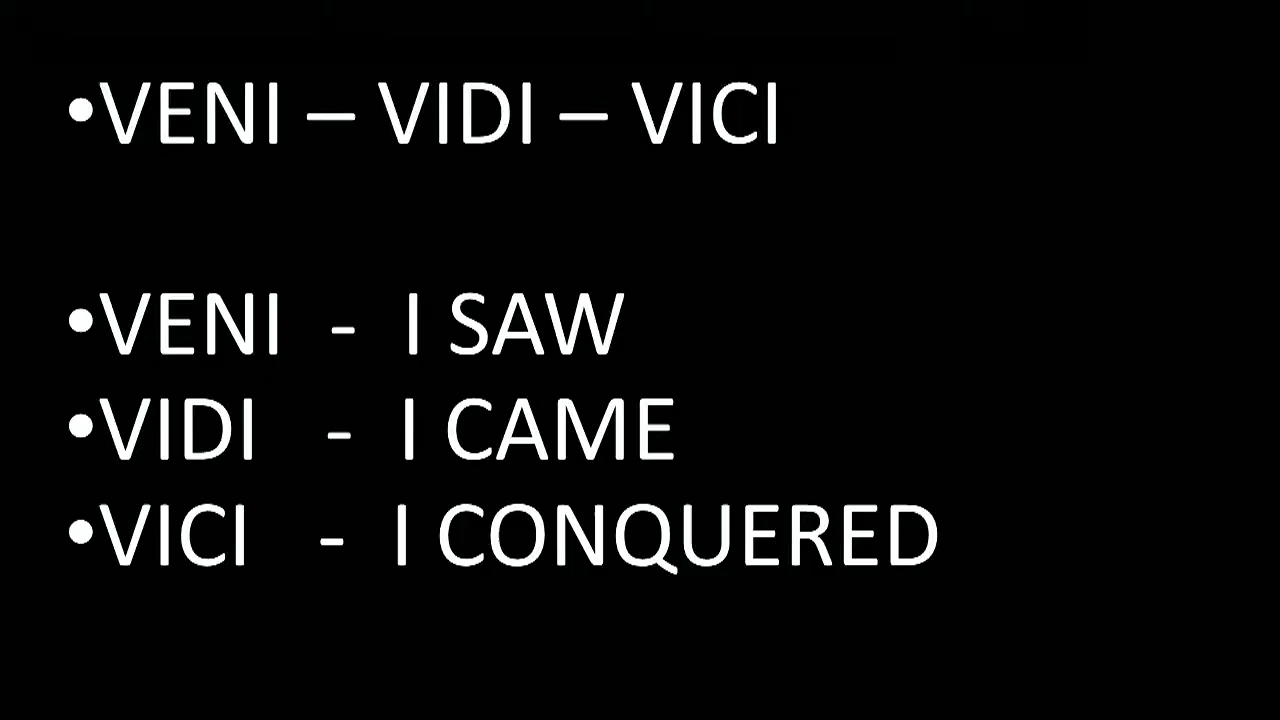 •VENI – VIDI – VICI
•VENI - I SAW
•VIDI - I CAME
•VICI - I CONQUERED